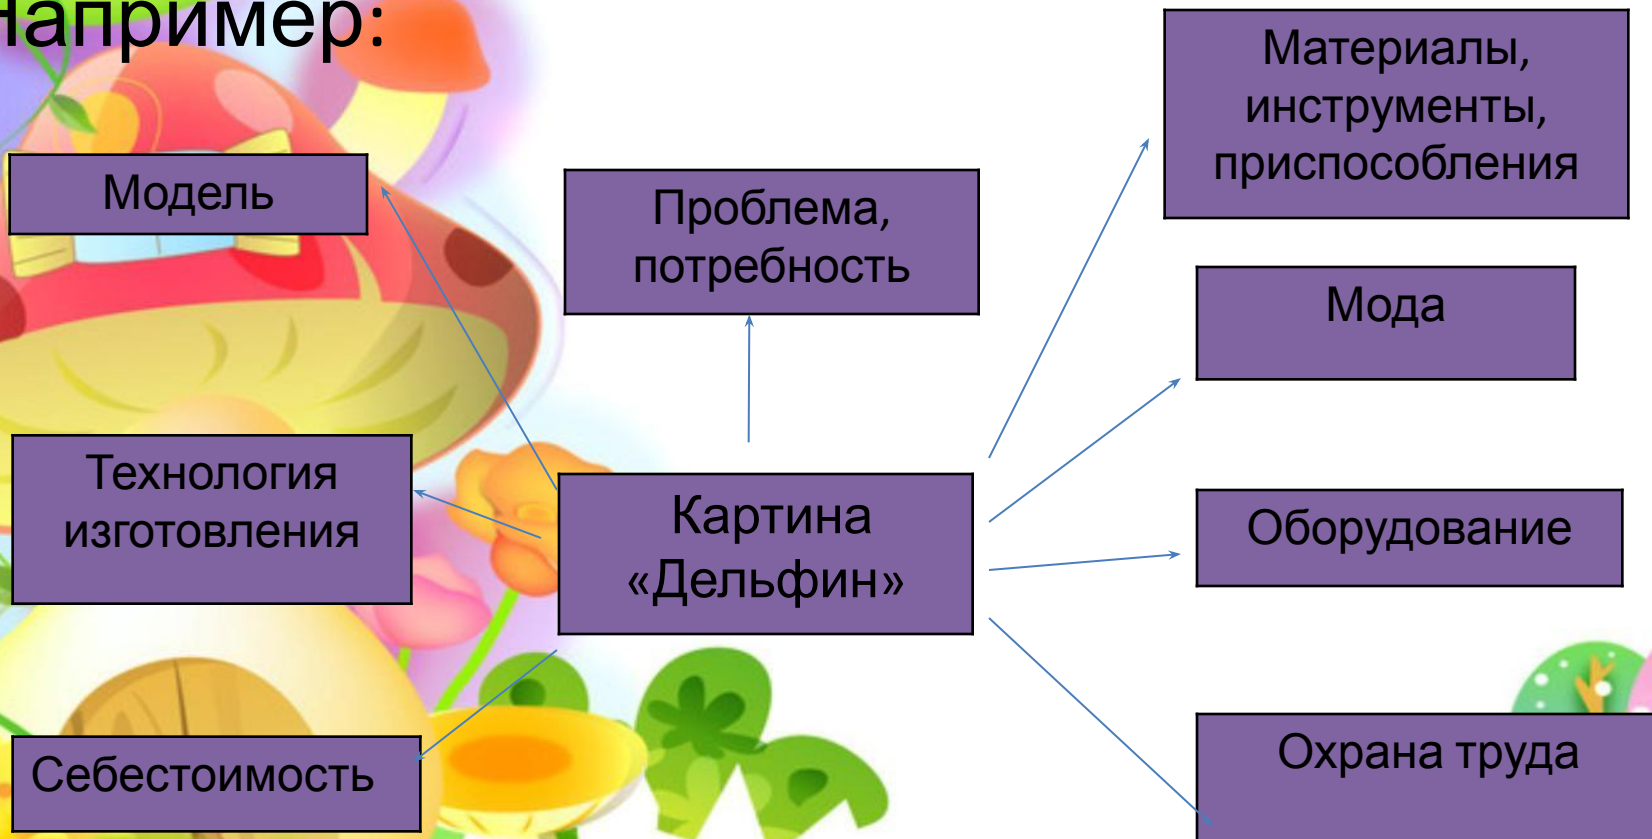 Например:
Модель
Проблема,
потребность
Материалы,
инструменты,
приспособления
Мода
Технология
изготовления
Картина
«Дельфин»
Оборудование
Себестоимость
Охрана труда